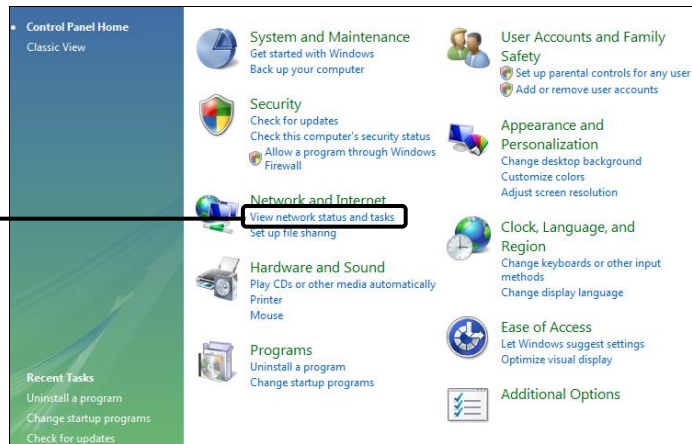 Control Panel Home
Classic View
System and Maintenance
Get started with Windows
Back up your computer
Security
Check for updates
Check this computer's security status
Allow a program through Windows
Firewall
Network and Internet
View network status and tasks
Set up file sharing
Hardware and Sound
Play CDs or other media automatically
Printer
Mouse
Programs
Uninstall a program
Change startup programs
User Accounts and Family
Safety
Set up parental controls for any user
Add or remove user accounts
Appearance and
Personalization
Change desktop background
Customize colors
Adjust screen resolution
Clock, Language, and
Region
Change keyboards or other input
methods
Change display language
Ease of Access
Let Windows suggest settings
Optimize visual display
Additional Options
Recent Tasks
Uninstall a program
Change startup programs
Check for updates